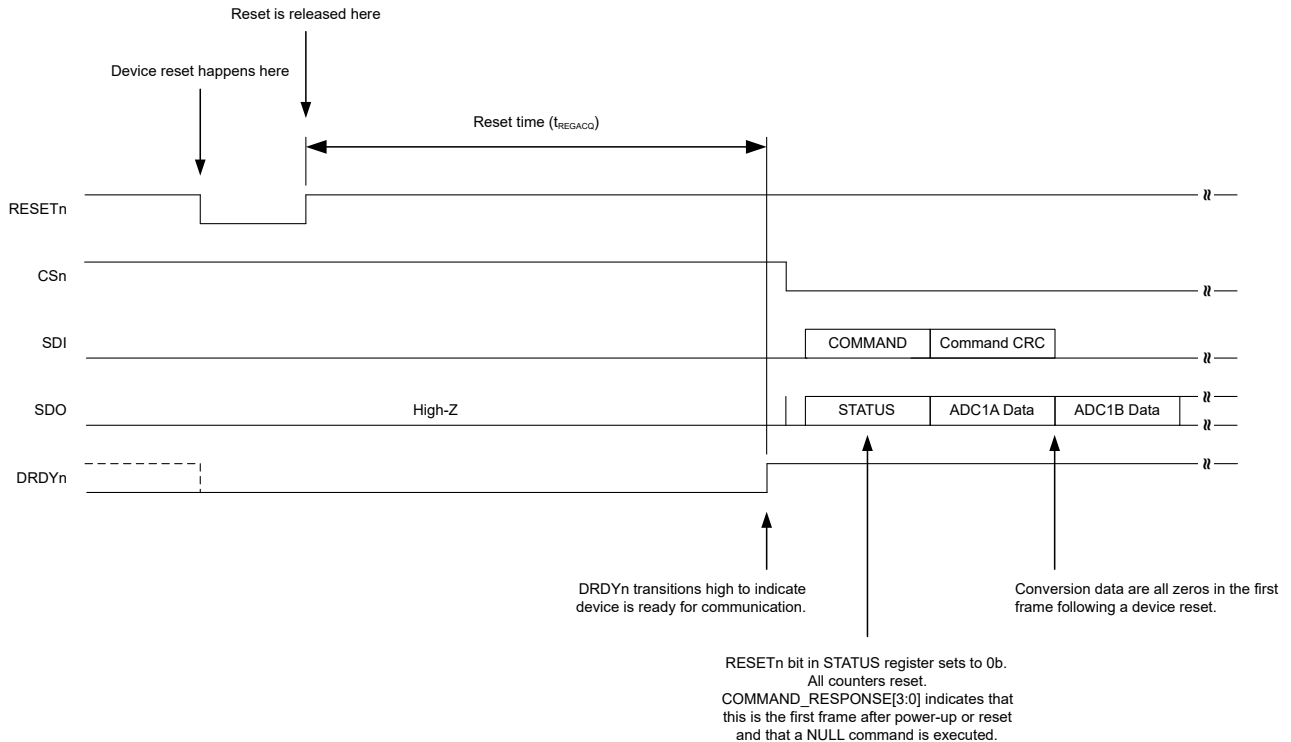 Reset is released here
Device reset happens here
Reset time (tREGACQ)
RESETn
CSn
SDI
COMMAND
Command CRC
SDO
High-Z
STATUS
ADC1A Data
ADC1B Data
DRDYn
DRDYn transitions high to indicate
device is ready for communication.
Conversion data are all zeros in the first
frame following a device reset.
RESETn bit in STATUS register sets to 0b.
All counters reset.
COMMAND_RESPONSE[3:0] indicates that
this is the first frame after power-up or reset
and that a NULL command is executed.